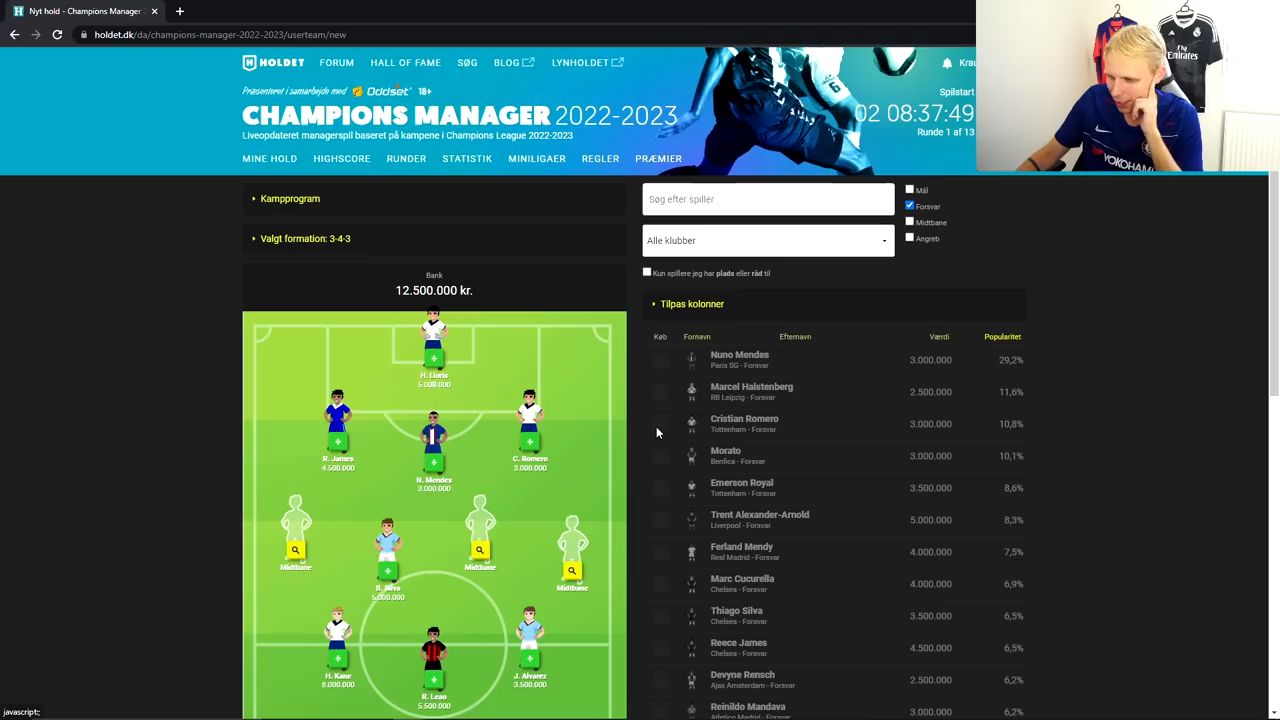 Nyt hold - Champions Manager
holdet.dk/da/champions-manager-2022-2023/userteam/new
HOLDET
FORUM
HALL OF FAME
SØG
BLOG
LYNHOLDET
Krau
Præsenteret i samarbejde med Oddset 18+
Spilstart
CHAMPIONS MANAGER 2022-2023
02 08:37:49
Liveopdateret managerspil baseret på kampene i Champions League 2022-2023
Runde 1 af 13
MINE HOLD
HIGHSCORE
RUNDER
STATISTIK
MINILIGAER
REGLER
PRÆMIER
Fly Emirates
YOKOHAMA
Kampprogram
Valgt formation: 3-4-3
Bank
12.500.000 kr.
H. Lloris
5.000.000
R. James
4.500.000
N. Mendes
3.000.000
C. Romero
3.000.000
Midtbane
B. Silva
5.000.000
Midtbane
Midtbane
H. Kane
8.000.000
R. Leao
5.500.000
J. Alvarez
3.500.000
Søg efter spiller
Alle klubber
Mål
Forsvar
Midtbane
Angreb
Kun spillere jeg har plads eller råd til
Tilpas kolonner
Køb Fornavn Efternavn Værdi Popularitet
Nuno Mendes 3.000.000 29,2%
Paris SG - Forsvar
Marcel Halstenberg 2.500.000 11,6%
RB Leipzig - Forsvar
Cristian Romero 3.000.000 10,8%
Tottenham - Forsvar
Morato 3.000.000 10,1%
Benfica - Forsvar
Emerson Royal 3.500.000 8,6%
Tottenham - Forsvar
Trent Alexander-Arnold 5.000.000 8,3%
Liverpool - Forsvar
Ferland Mendy 4.000.000 7,5%
Real Madrid - Forsvar
Marc Cucurella 4.000.000 6,9%
Chelsea - Forsvar
Thiago Silva 3.500.000 6,5%
Chelsea - Forsvar
Reece James 4.500.000 6,5%
Chelsea - Forsvar
Devyne Rensch 2.500.000 6,2%
Ajax Amsterdam - Forsvar
Reinildo Mandava 3.000.000 6,2%
Atletico Madrid - Forsvar
javascript:;